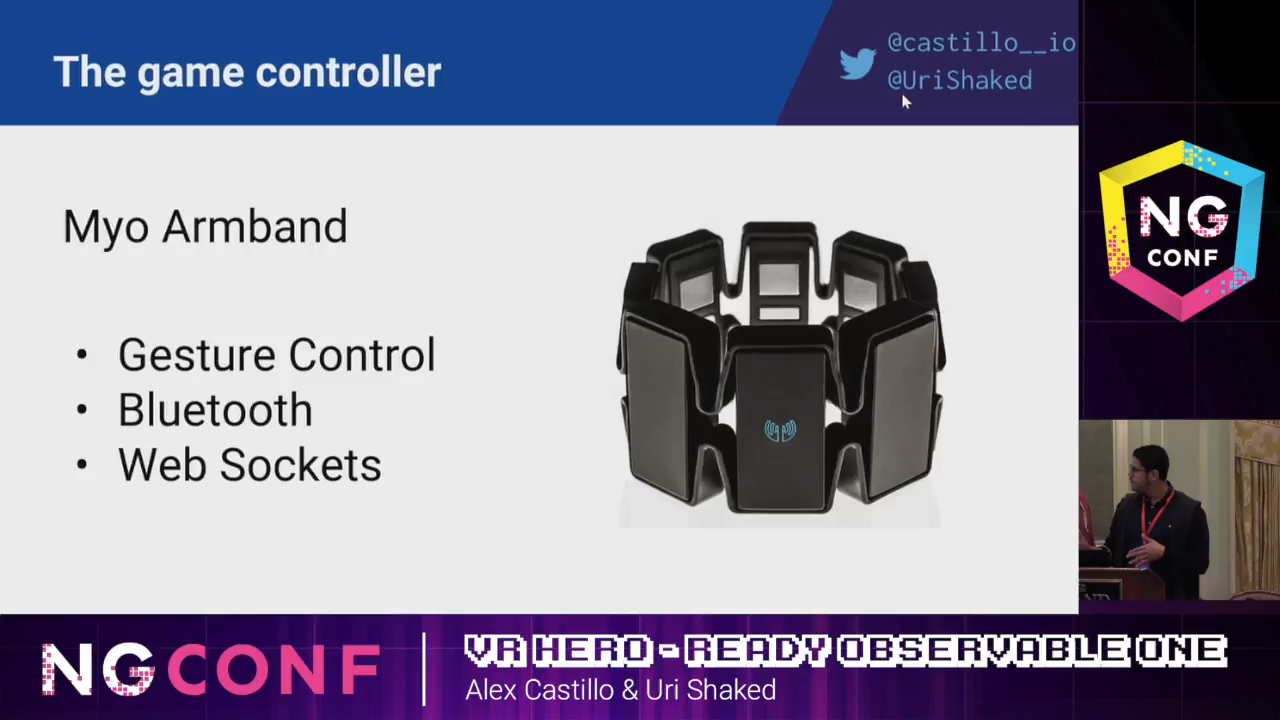 The game controller
@castillo__io
@UriShaked
Myo Armband
• Gesture Control
• Bluetooth
• Web Sockets
NG
CONF
NGCONF
VR HERO - READY OBSERVABLE ONE
Alex Castillo & Uri Shaked